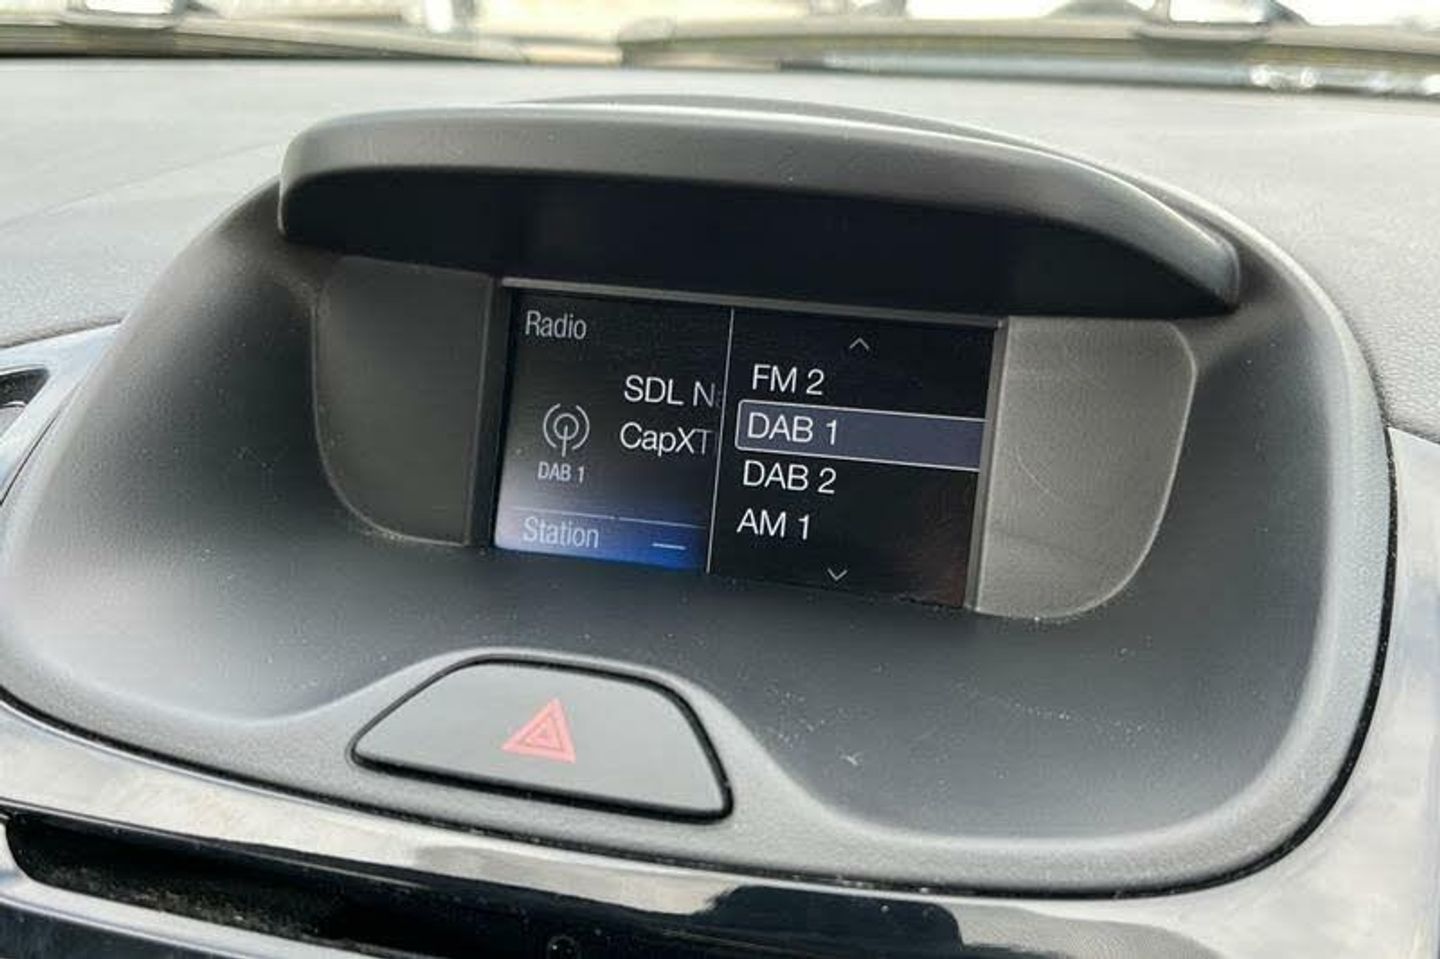 Radio
SDL N
CapXT
DAB 1
Station
FM 2
DAB 1
DAB 2
AM 1